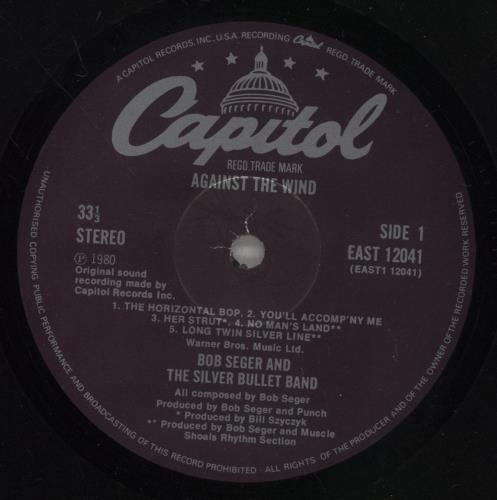 A CAPITOL RECORDS, INC., U.S.A. RECORDING Capitol REGD. TRADE MARK
Capitol
REGD. TRADE MARK
AGAINST THE WIND
33⅓
STEREO
Ⓟ 1980
Original sound
recording made by
Capitol Records Inc.
SIDE 1
EAST 12041
(EAST1 12041)
1. THE HORIZONTAL BOP. 2. YOU'LL ACCOMP'NY ME
3. HER STRUT*. 4. NO MAN'S LAND**
5. LONG TWIN SILVER LINE**
Warner Bros. Music Ltd.
BOB SEGER AND
THE SILVER BULLET BAND
All composed by Bob Seger
Produced by Bob Seger and Punch
* Produced by Bill Szyczyk
** Produced by Bob Seger and Muscle
Shoals Rhythm Section
UNAUTHORISED COPYING PUBLIC PERFORMANCE AND BROADCASTING OF THIS RECORD PROHIBITED · ALL RIGHTS OF THE PRODUCER AND OF THE OWNER OF THE RECORDED WORK RESERVED